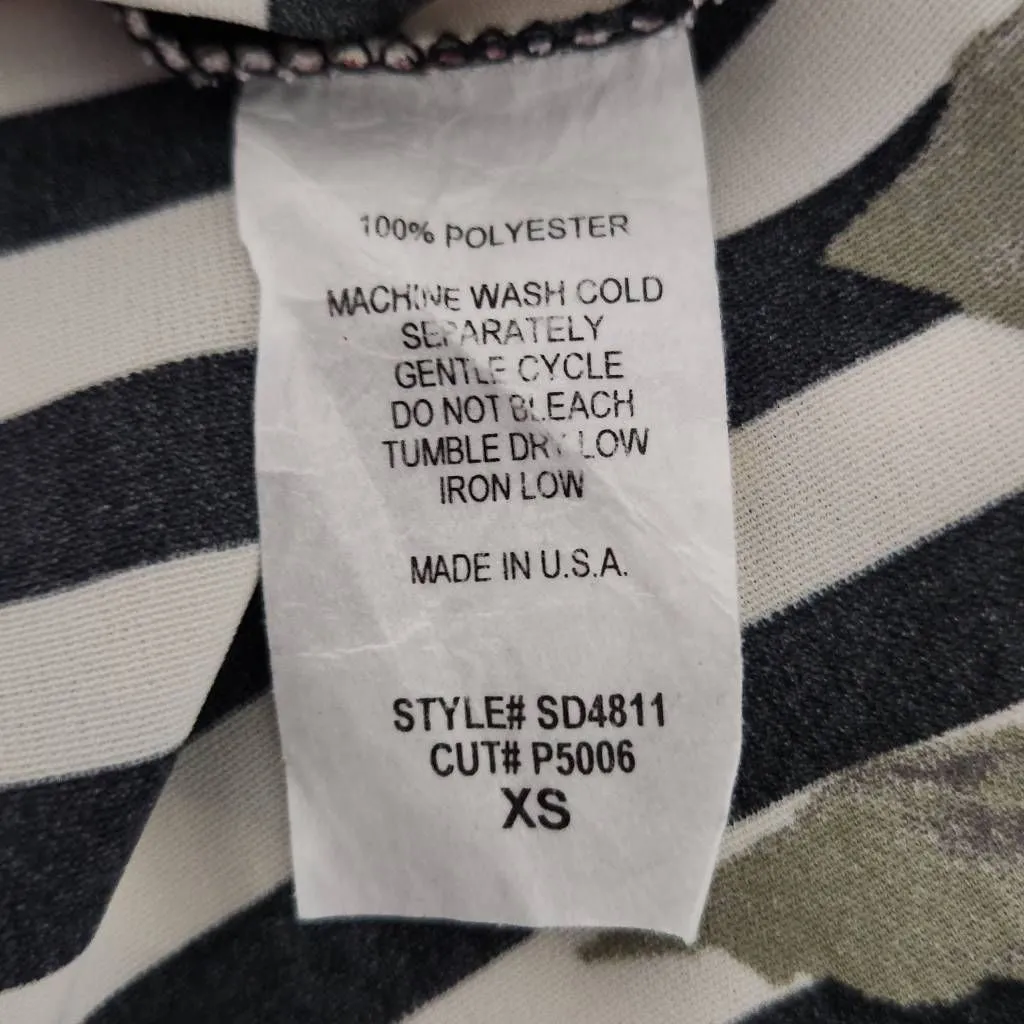 100% POLYESTER
MACHINE WASH COLD
SEPARATELY
GENTLE CYCLE
DO NOT BLEACH
TUMBLE DRY LOW
IRON LOW
MADE IN U.S.A.
STYLE# SD4811
CUT# P5006
XS